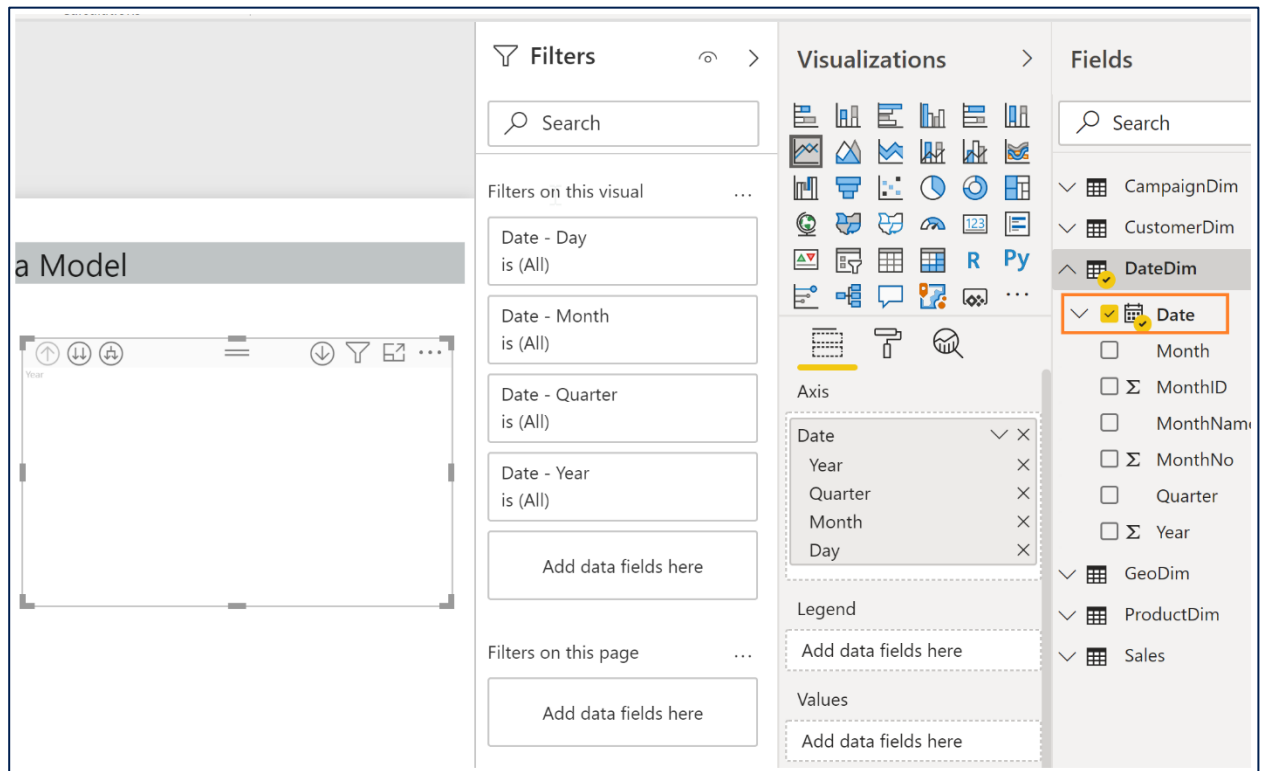 a Model
Year
Filters
Search
Filters on this visual
...
Date - Day
is (All)
Date - Month
is (All)
Date - Quarter
is (All)
Date - Year
is (All)
Add data fields here
Filters on this page
...
Add data fields here
Visualizations
123
R
Py
...
Axis
Date
Year
Quarter
Month
Day
Legend
Add data fields here
Values
Add data fields here
Fields
Search
CampaignDim
CustomerDim
DateDim
Date
Month
Σ MonthID
MonthName
Σ MonthNo
Quarter
Σ Year
GeoDim
ProductDim
Sales